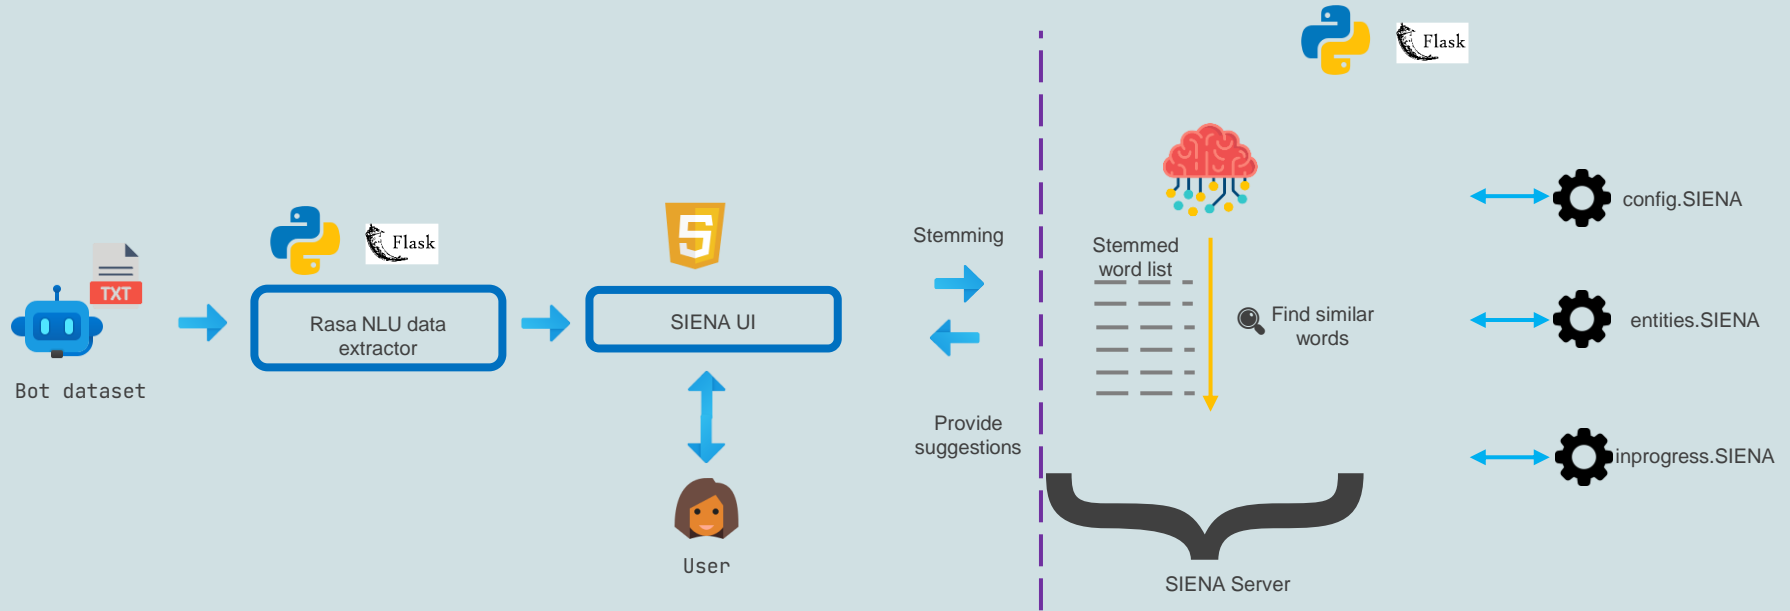 Flask
TXT
Bot dataset
Flask
Rasa NLU data
extractor
5
SIENA UI
User
Stemming
Provide
suggestions
Stemmed
word list
Find similar
words
SIENA Server
config.SIENA
entities.SIENA
inprogress.SIENA